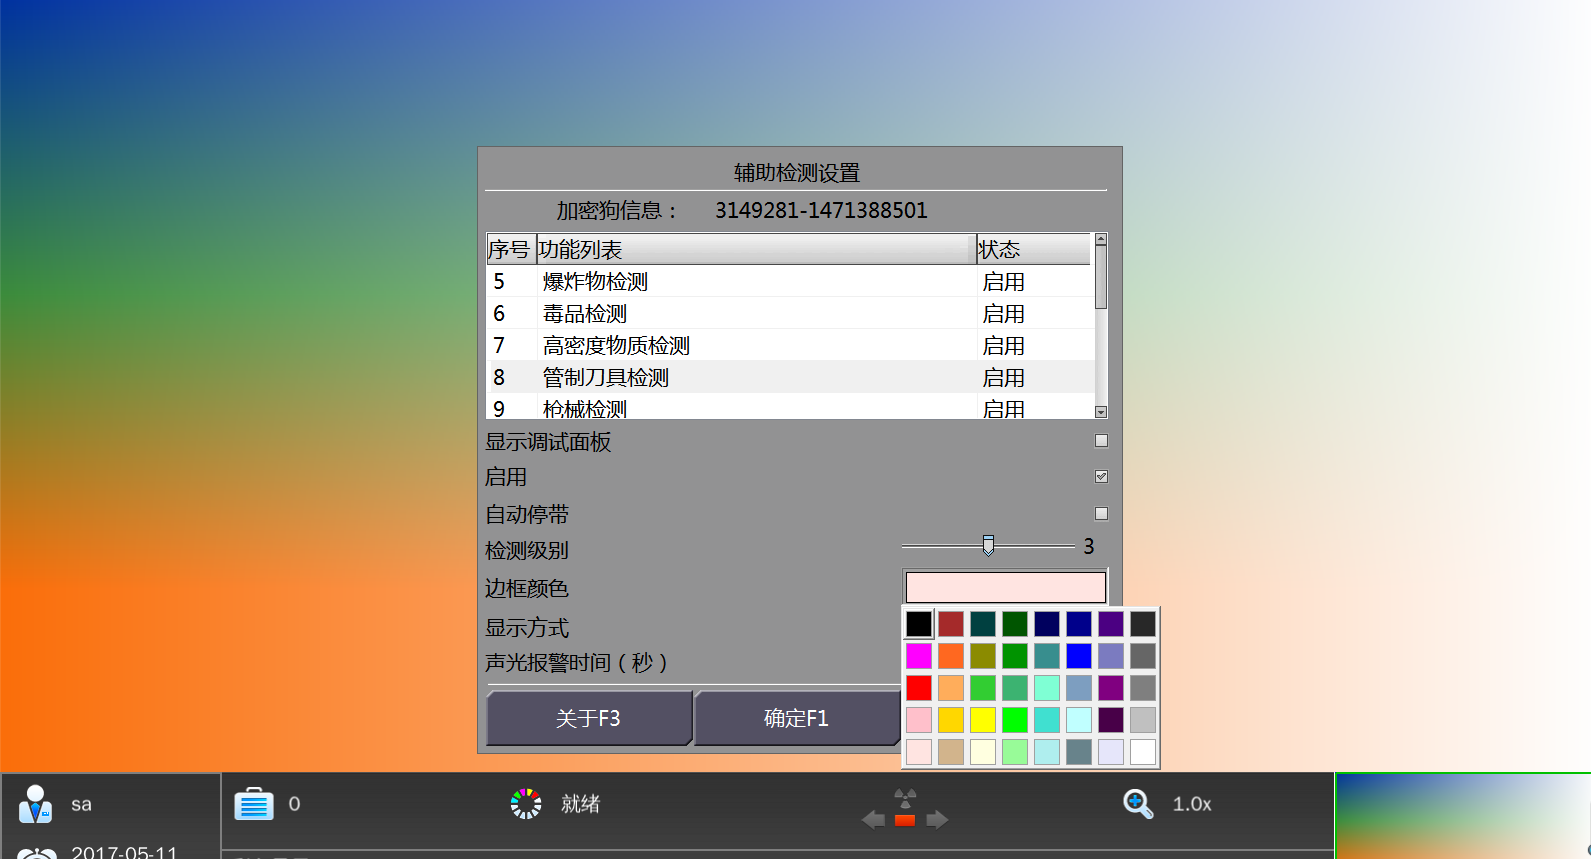 辅助检测设置
加密狗信息： 3149281-1471388501
序号 功能列表 状态
5 爆炸物检测 启用
6 毒品检测 启用
7 高密度物质检测 启用
8 管制刀具检测 启用
9 枪械检测 启用
显示调试面板
启用
自动停带
检测级别 3
边框颜色
显示方式
声光报警时间（秒）
关于F3 确定F1
sa 0 就绪 1.0x
2017-05-11